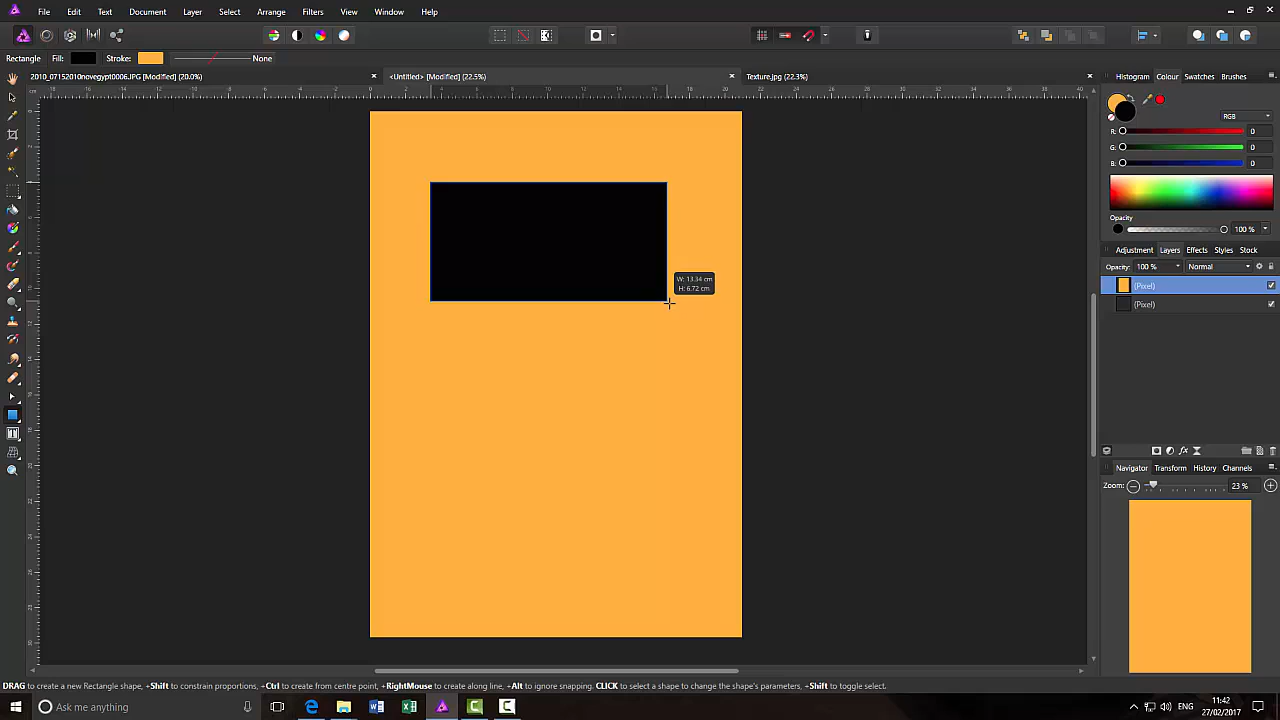 File Edit Text Document Layer Select Arrange Filters View Window Help
Rectangle Fill: Stroke: None
2010_07152010novegypt0006.JPG [Modified] (20.0%) <Untitled> [Modified] (22.5%) Texture.jpg (22.3%)
Histogram Colour Swatches Brushes
RGB
R: 0
G: 0
B: 0
Opacity
100 %
Adjustment Layers Effects Styles Stock
Opacity: 100 % Normal
(Pixel)
(Pixel)
W: 13.34 cm
H: 6.72 cm
Navigator Transform History Channels
Zoom: 23 %
DRAG to create a new Rectangle shape, +Shift to constrain proportions, +Ctrl to create from centre point, +RightMouse to create along line, +Alt to ignore snapping. CLICK to select a shape to change the shape's parameters, +Shift to toggle select.
Ask me anything
ENG
11:42
27/02/2017